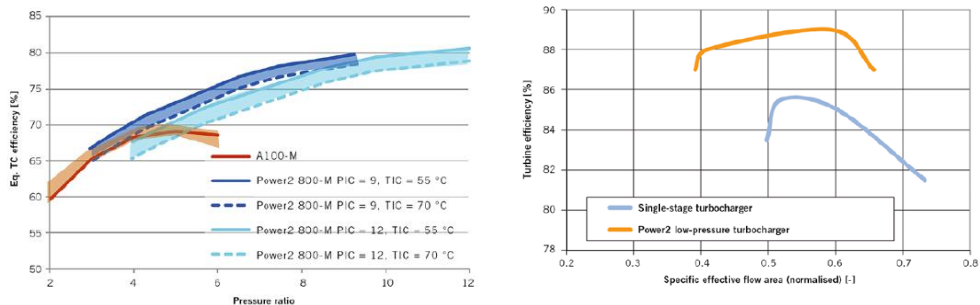 85
80
75
70
65
60
55
50
Eq. TC efficiency [%]
A100-M
Power2 800-M PIC = 9, TIC = 55 °C
Power2 800-M PIC = 9, TIC = 70 °C
Power2 800-M PIC = 12, TIC = 55 °C
Power2 800-M PIC = 12, TIC = 70 °C
2 4 6 8 10 12
Pressure ratio
90
88
86
84
82
80
78
Turbine efficiency [%]
Single-stage turbocharger
Power2 low-pressure turbocharger
0.2 0.3 0.4 0.5 0.6 0.7 0.8
Specific effective flow area (normalised) [-]